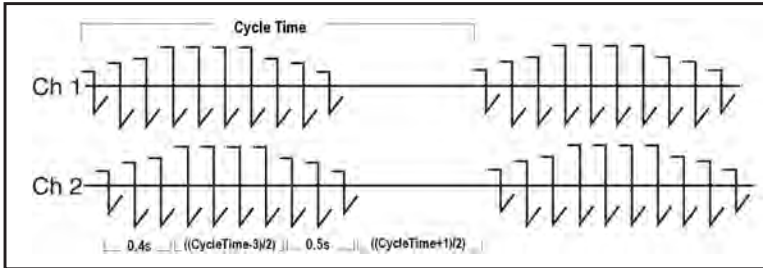 Cycle Time
Ch 1
Ch 2
0.4s ((CycleTime-3)/2) 0.5s ((CycleTime+1)/2)